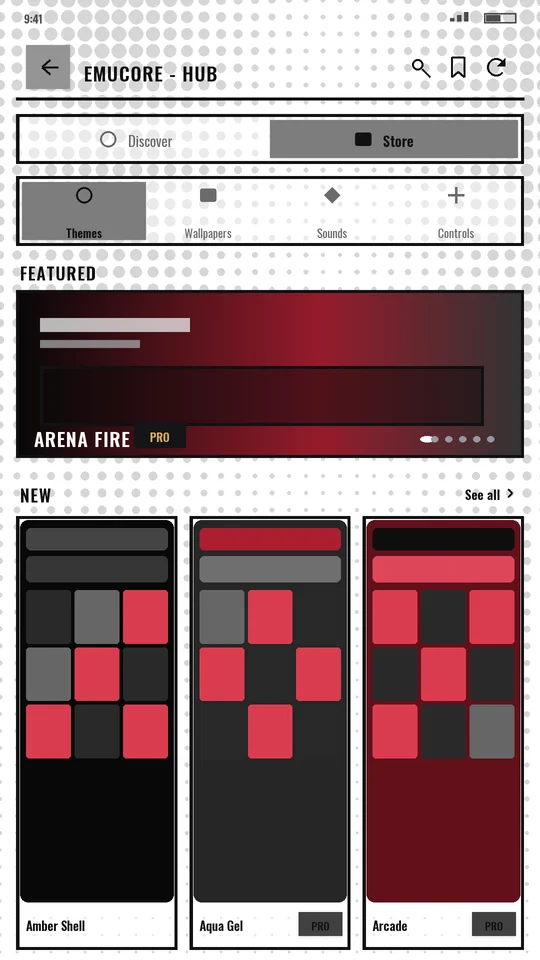 9:41
EMUCORE - HUB
Discover
Store
Themes
Wallpapers
Sounds
Controls
FEATURED
ARENA FIRE PRO
NEW
See all
Amber Shell
Aqua Gel PRO
Arcade PRO